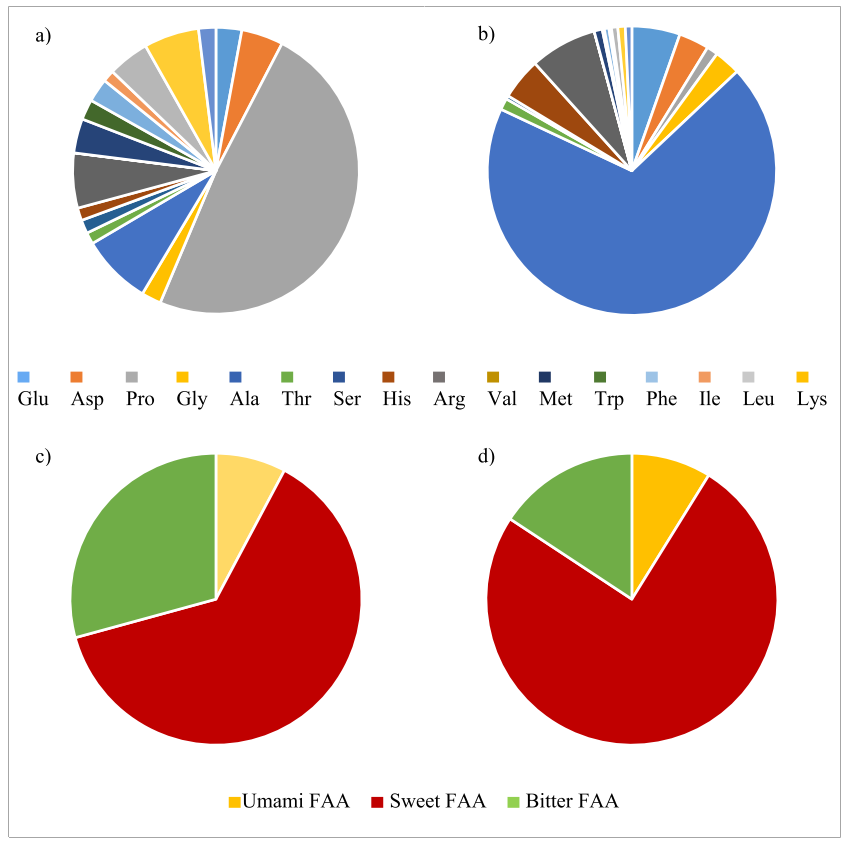 a)
b)
Glu Asp Pro Gly Ala Thr Ser His Arg Val Met Trp Phe Ile Leu Lys
c)
d)
Umami FAA Sweet FAA Bitter FAA